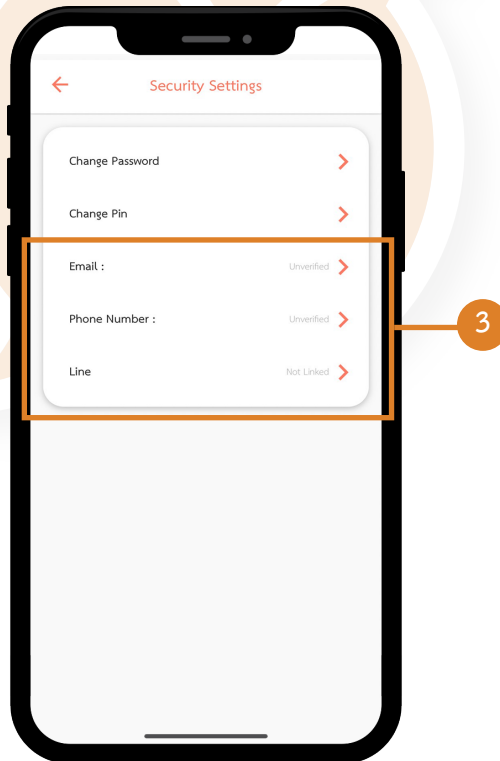 Security Settings
Change Password
Change Pin
Email : Unverified
Phone Number : Unverified
Line Not Linked
3